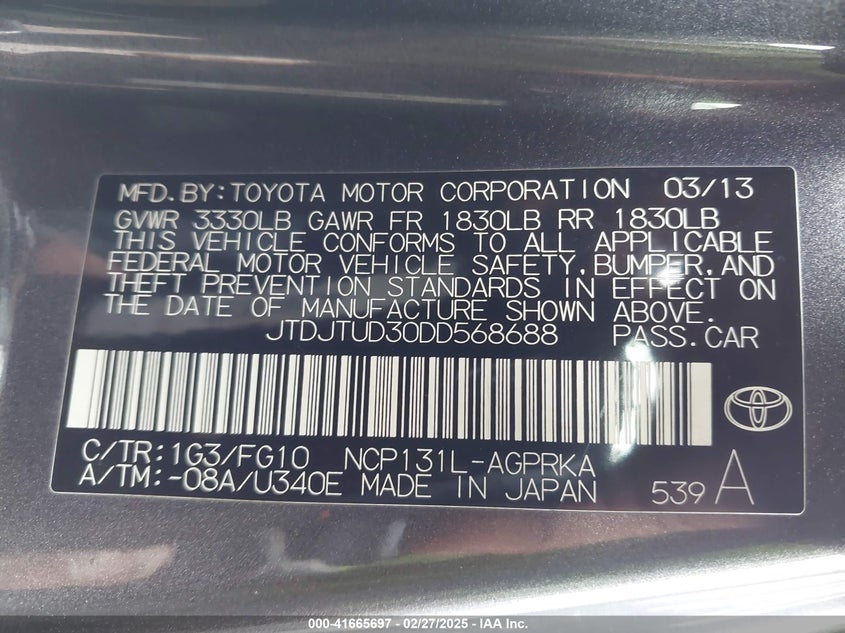 MFD.BY:TOYOTA MOTOR CORPORATION 03/13
GVWR 3330LB GAWR FR 1830LB RR 1830LB
THIS VEHICLE CONFORMS TO ALL APPLICABLE
FEDERAL MOTOR VEHICLE SAFETY,BUMPER,AND
THEFT PREVENTION STANDARDS IN EFFECT ON
THE DATE OF MANUFACTURE SHOWN ABOVE.
JTDJTUD30DD568688 PASS.CAR
C/TR:1G3/FG10 NCP131L-AGPRKA
A/TM:-08A/U340E MADE IN JAPAN 539 A
000-41665697 - 02/27/2025 - IAA Inc.